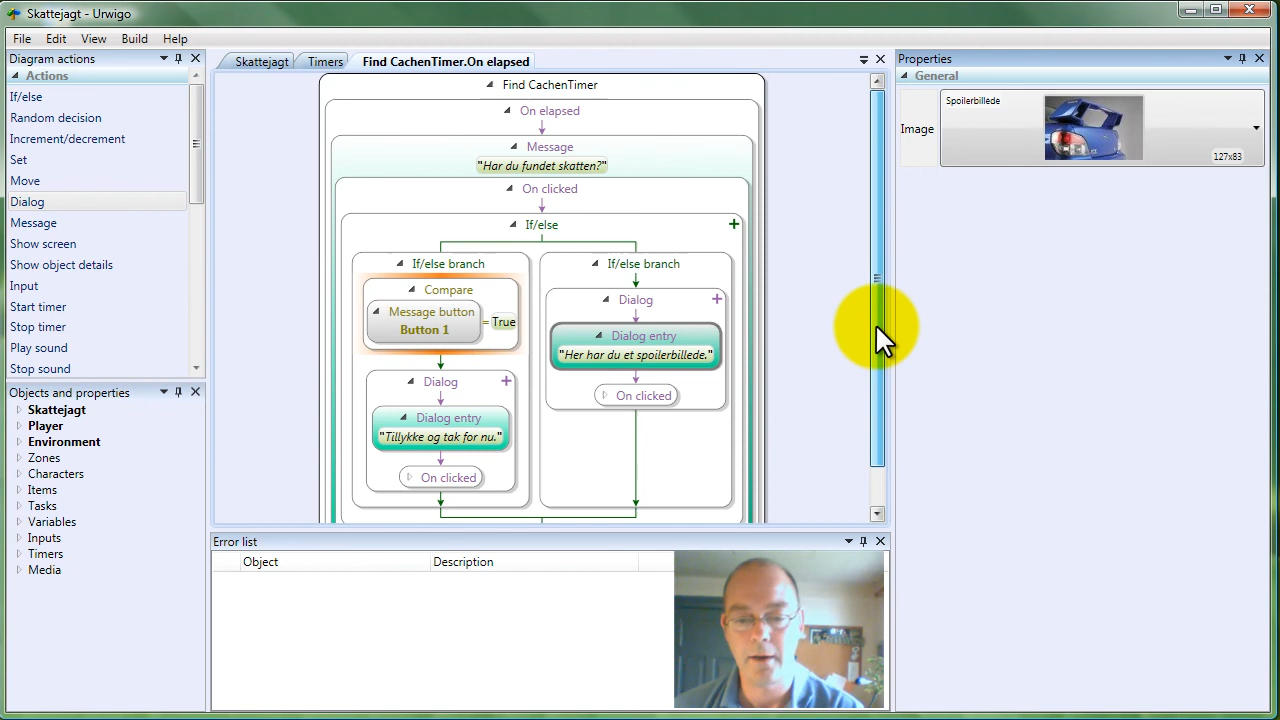 Skattejagt - Urwigo
File Edit View Build Help
Diagram actions
Actions
If/else
Random decision
Increment/decrement
Set
Move
Dialog
Message
Show screen
Show object details
Input
Start timer
Stop timer
Play sound
Stop sound
Objects and properties
Skattejagt
Player
Environment
Zones
Characters
Items
Tasks
Variables
Inputs
Timers
Media
Skattejagt Timers Find CachenTimer.On elapsed
Find CachenTimer
On elapsed
Message
"Har du fundet skatten?"
On clicked
If/else
If/else branch
Compare
Message button
Button 1
= True
Dialog
Dialog entry
"Tillykke og tak for nu."
On clicked
If/else branch
Dialog
Dialog entry
"Her har du et spoilerbillede."
On clicked
Error list
Object Description
Properties
General
Image
Spoilerbillede
127x83